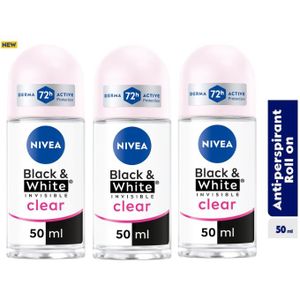 NEW
DERMA 72h ACTIVE
Protection
NIVEA
Black &
White®
INVISIBLE
clear
50 ml
DERMA 72h ACTIVE
Protection
NIVEA
Black &
White®
INVISIBLE
clear
50 ml
DERMA 72h ACTIVE
Protection
NIVEA
Black &
White®
INVISIBLE
clear
50 ml
Anti-perspirant
Roll on
50 ml